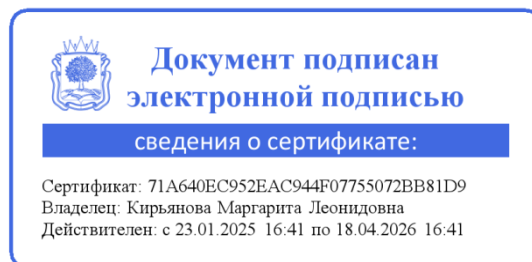 Документ подписан
электронной подписью
сведения о сертификате:
Сертификат: 71A640EC952EAC944F07755072BB81D9
Владелец: Кирьянова Маргарита Леонидовна
Действителен: с 23.01.2025 16:41 по 18.04.2026 16:41